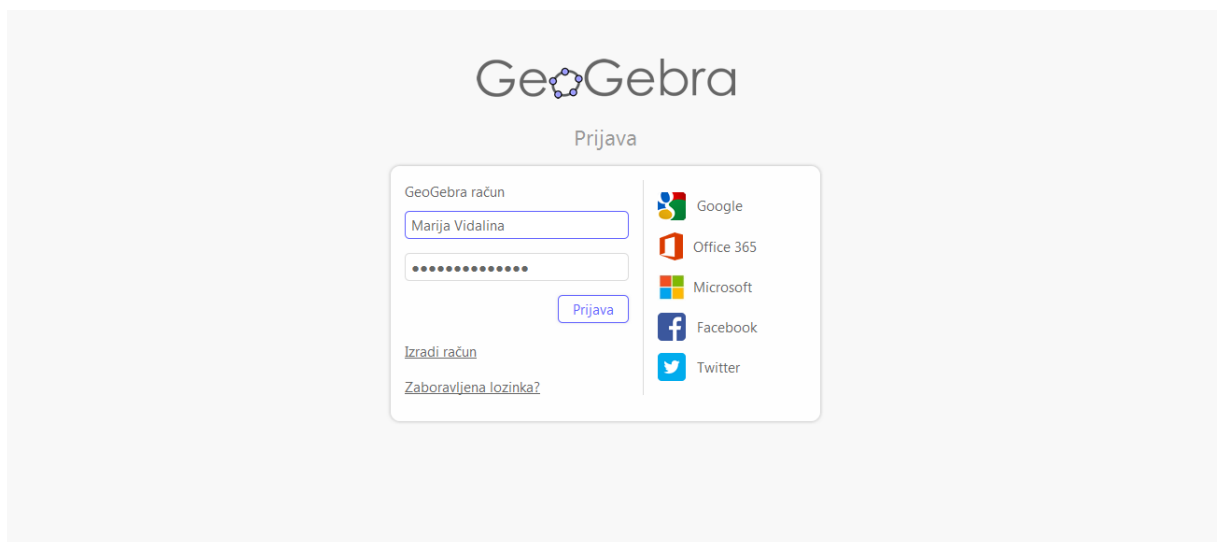 GeoGebra
Prijava
GeoGebra račun
Marija Vidalina
●●●●●●●●●●●●●●
Prijava
Izradi račun
Zaboravljena lozinka?
Google
Office 365
Microsoft
Facebook
Twitter